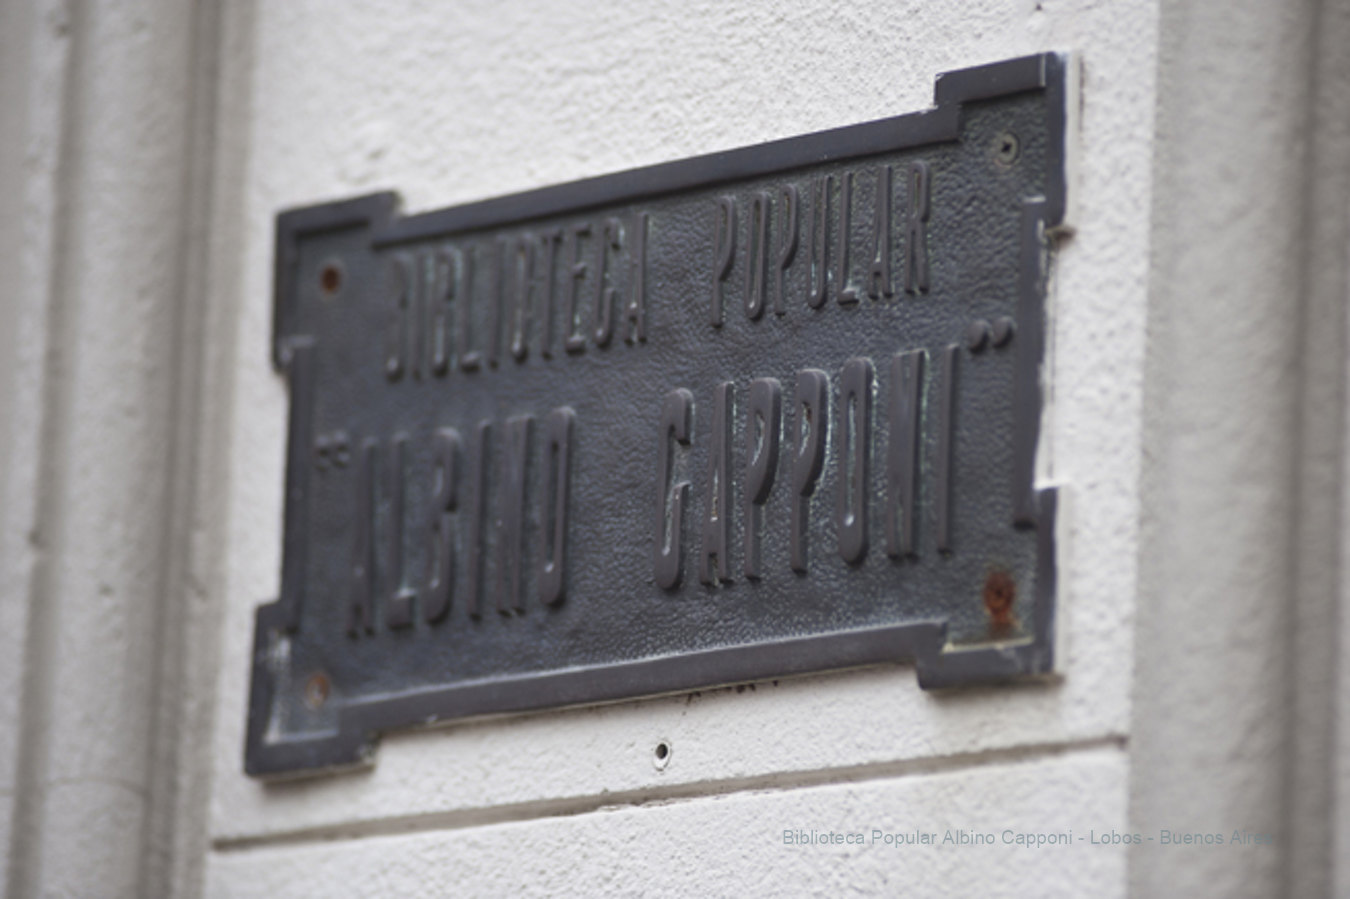 BIBLIOTECA POPULAR
"ALBINO CAPPONI"
Biblioteca Popular Albino Capponi - Lobos - Buenos Aires